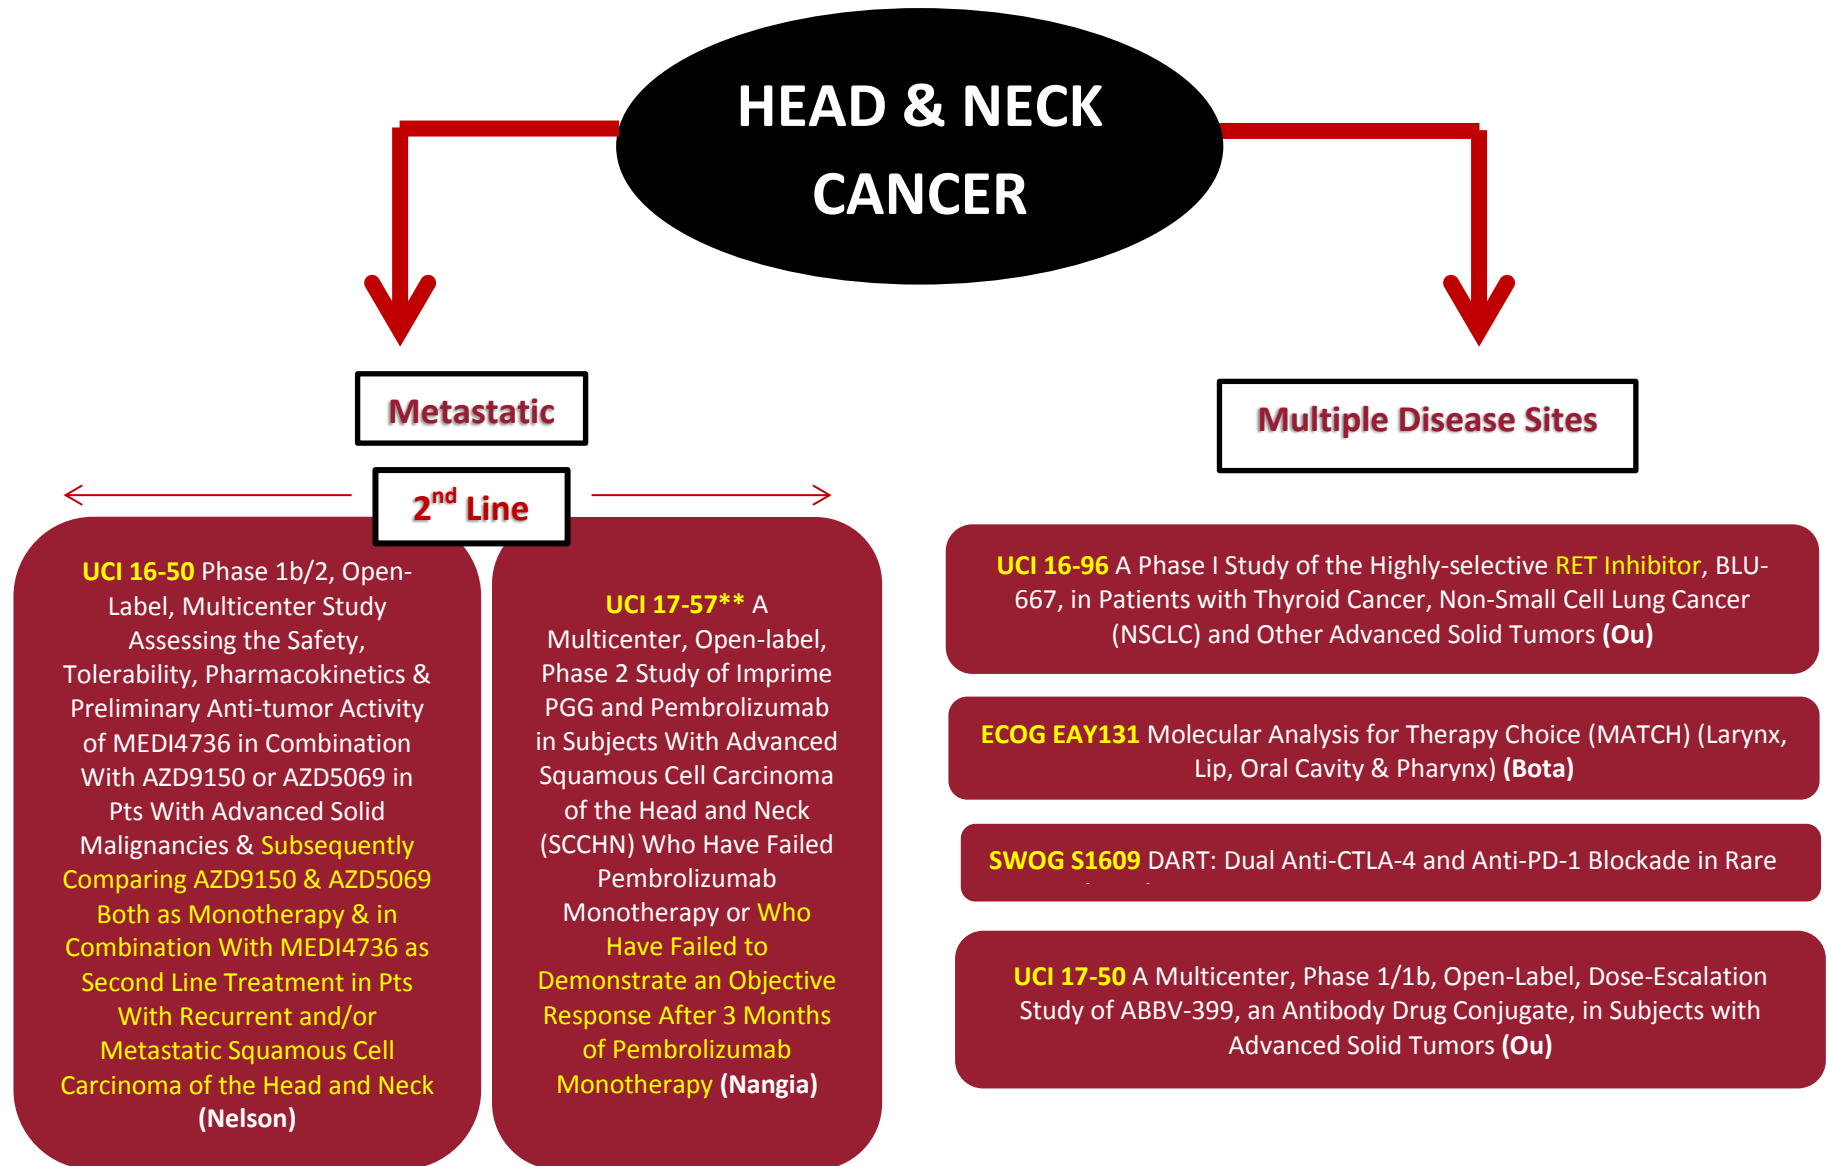 HEAD & NECK
CANCER
Metastatic
2nd Line
UCI 16-50 Phase 1b/2, Open-
Label, Multicenter Study
Assessing the Safety,
Tolerability, Pharmacokinetics &
Preliminary Anti-tumor Activity
of MEDI4736 in Combination
With AZD9150 or AZD5069 in
Pts With Advanced Solid
Malignancies & Subsequently
Comparing AZD9150 & AZD5069
Both as Monotherapy & in
Combination With MEDI4736 as
Second Line Treatment in Pts
With Recurrent and/or
Metastatic Squamous Cell
Carcinoma of the Head and Neck
(Nelson)
UCI 17-57** A
Multicenter, Open-label,
Phase 2 Study of Imprime
PGG and Pembrolizumab
in Subjects With Advanced
Squamous Cell Carcinoma
of the Head and Neck
(SCCHN) Who Have Failed
Pembrolizumab
Monotherapy or Who
Have Failed to
Demonstrate an Objective
Response After 3 Months
of Pembrolizumab
Monotherapy (Nangia)
Multiple Disease Sites
UCI 16-96 A Phase I Study of the Highly-selective RET Inhibitor, BLU-
667, in Patients with Thyroid Cancer, Non-Small Cell Lung Cancer
(NSCLC) and Other Advanced Solid Tumors (Ou)
ECOG EAY131 Molecular Analysis for Therapy Choice (MATCH) (Larynx,
Lip, Oral Cavity & Pharynx) (Bota)
SWOG S1609 DART: Dual Anti-CTLA-4 and Anti-PD-1 Blockade in Rare
UCI 17-50 A Multicenter, Phase 1/1b, Open-Label, Dose-Escalation
Study of ABBV-399, an Antibody Drug Conjugate, in Subjects with
Advanced Solid Tumors (Ou)